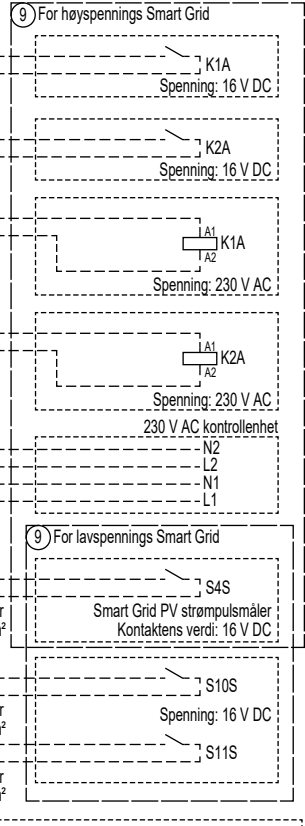 9 For høyspennings Smart Grid
K1A
Spenning: 16 V DC
K2A
Spenning: 16 V DC
A1
K1A
A2
Spenning: 230 V AC
A1
K2A
A2
Spenning: 230 V AC
230 V AC kontrollenhet
N2
L2
N1
L1
9 For lavspennings Smart Grid
S4S
Smart Grid PV strømpulsmåler
Kontaktens verdi: 16 V DC
S10S
Spenning: 16 V DC
S11S